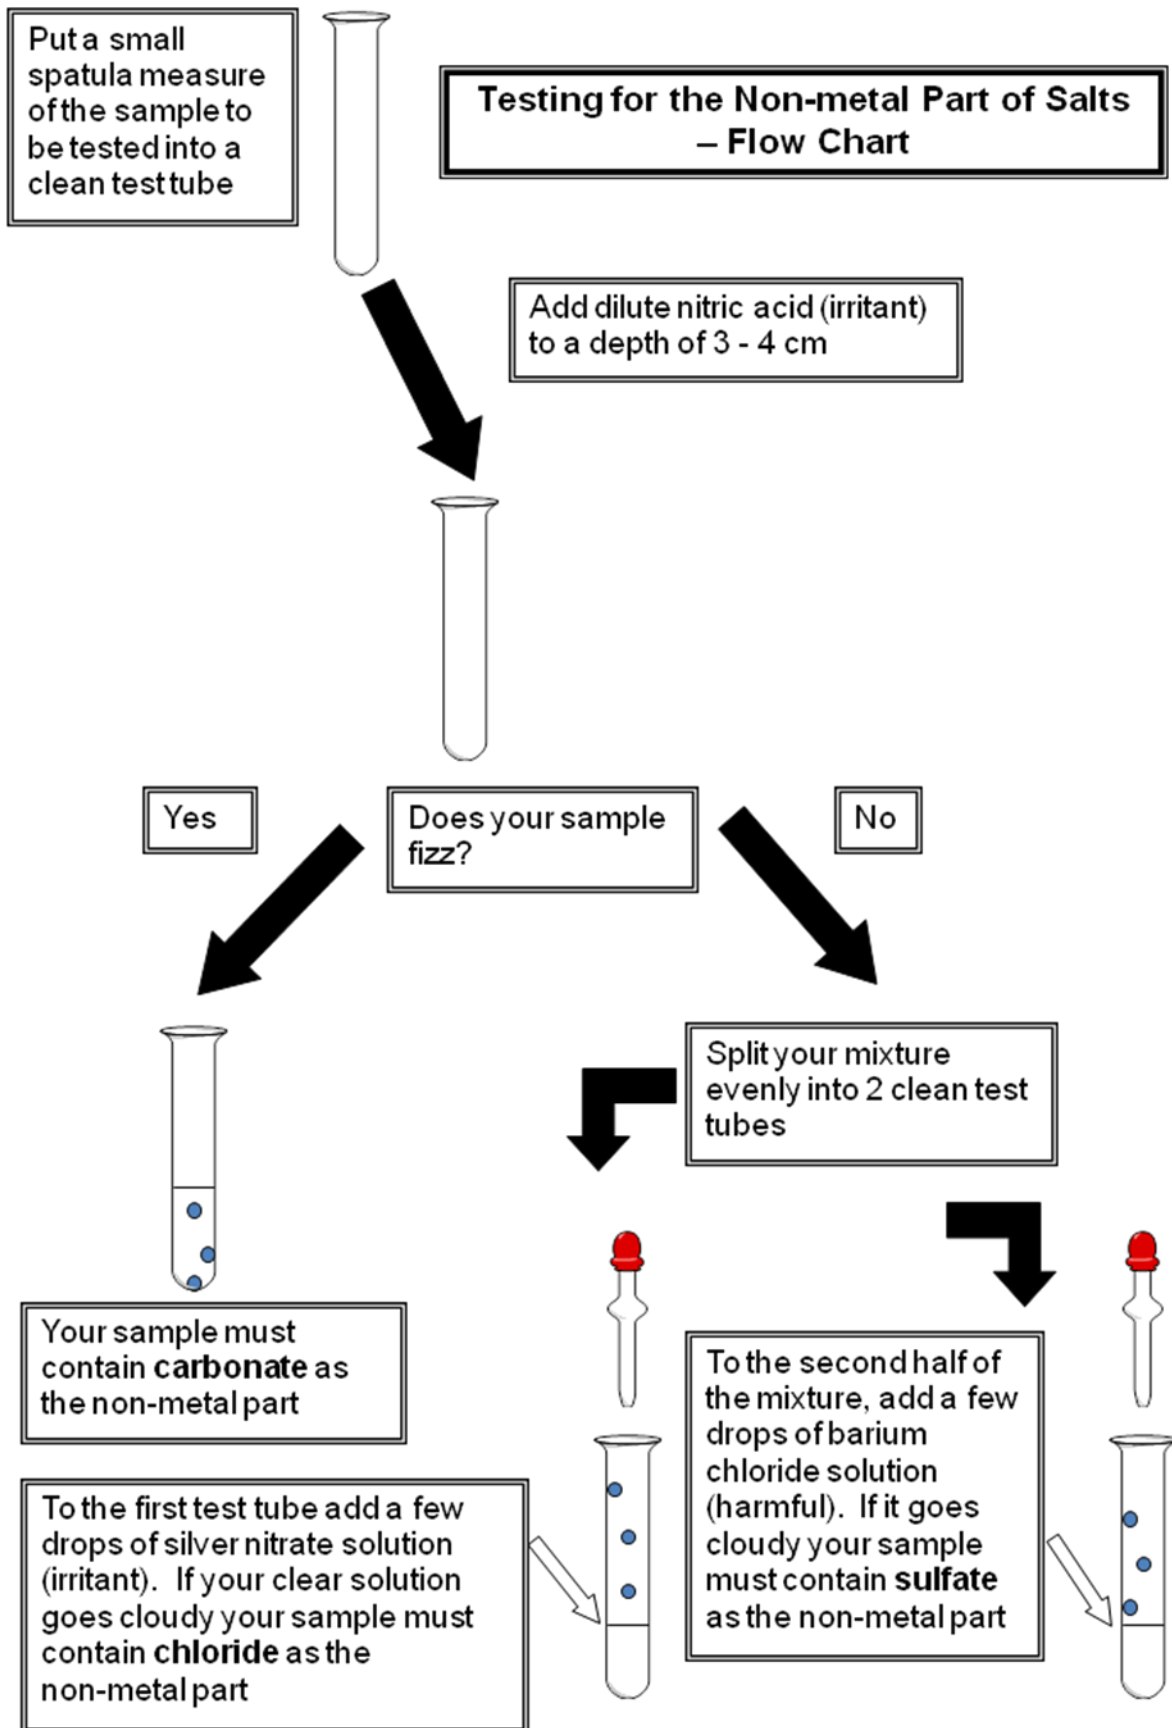 Put a small
spatula measure
of the sample to
be tested into a
clean test tube
Testing for the Non-metal Part of Salts
– Flow Chart
Add dilute nitric acid (irritant)
to a depth of 3 - 4 cm
Does your sample
fizz?
Yes
No
Your sample must
contain carbonate as
the non-metal part
Split your mixture
evenly into 2 clean test
tubes
To the first test tube add a few
drops of silver nitrate solution
(irritant).  If your clear solution
goes cloudy your sample must
contain chloride as the
non-metal part
To the second half of
the mixture, add a few
drops of barium
chloride solution
(harmful).  If it goes
cloudy your sample
must contain sulfate
as the non-metal part